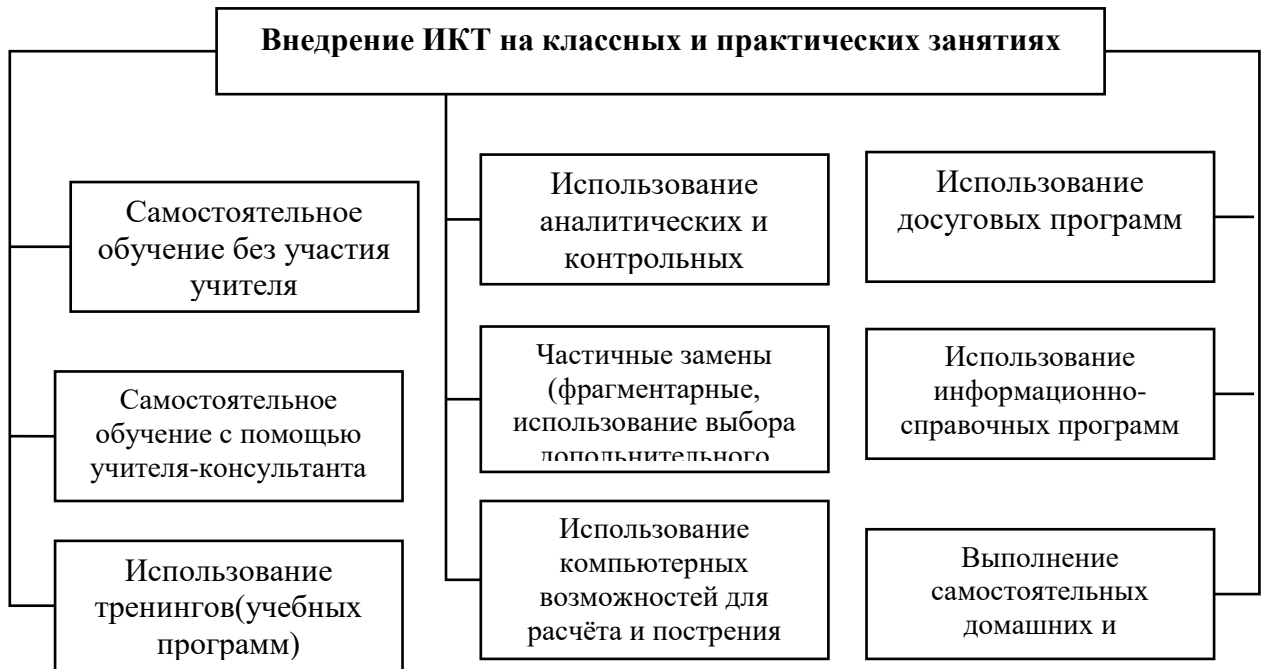 Внедрение ИКТ на классных и практических занятиях
Самостоятельное
обучение без участия
учителя
Самостоятельное
обучение с помощью
учителя-консультанта
Использование
тренингов(учебных
программ)
Использование
аналитических и
контрольных
Частичные замены
(фрагментарные,
использование выбора
допольнительного
Использование
компьютерных
возможностей для
расчёта и пострения
Использование
досуговых программ
Использование
информационно-
справочных программ
Выполнение
самостоятельных
домашних и